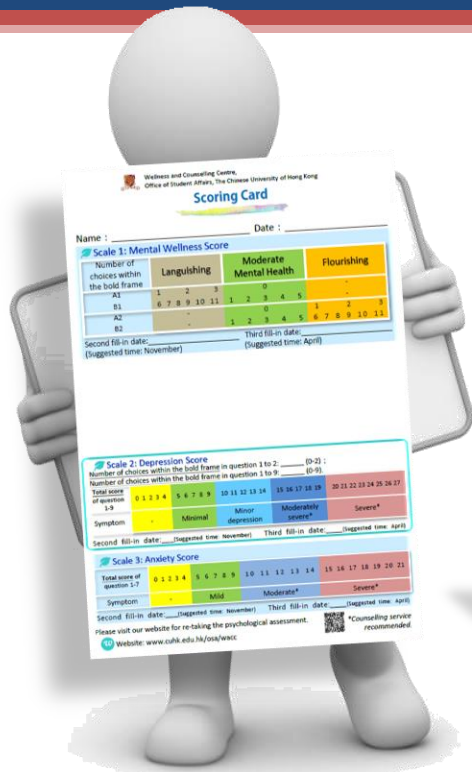 Wellness and Counselling Centre,
Office of Student Affairs, The Chinese University of Hong Kong
Scoring Card
Name : Date :
Scale 1: Mental Wellness Score
Number of choices within the bold frame Languishing Moderate Mental Health Flourishing
A1 1 2 3 0 -
B1 6 7 8 9 10 11 1 2 3 4 5 -
A2 - 0 1 2 3
B2 - 1 2 3 4 5 6 7 8 9 10 11
Second fill-in date: Third fill-in date:
(Suggested time: November) (Suggested time: April)
Scale 2: Depression Score
Number of choices within the bold frame in question 1 to 2: (0-2) ;
Number of choices within the bold frame in question 1 to 9: (0-9).
Total score of question 1-9 0 1 2 3 4 5 6 7 8 9 10 11 12 13 14 15 16 17 18 19 20 21 22 23 24 25 26 27
Symptom - Minimal Minor depression Moderately severe* Severe*
Second fill-in date: (Suggested time: November) Third fill-in date: (Suggested time: April)
Scale 3: Anxiety Score
Total score of question 1-7 0 1 2 3 4 5 6 7 8 9 10 11 12 13 14 15 16 17 18 19 20 21
Symptom - Mild Moderate* Severe*
Second fill-in date: (Suggested time: November) Third fill-in date: (Suggested time: April)
Please visit our website for re-taking the psychological assessment.
*Counselling service recommended.
Website: www.cuhk.edu.hk/osa/wacc